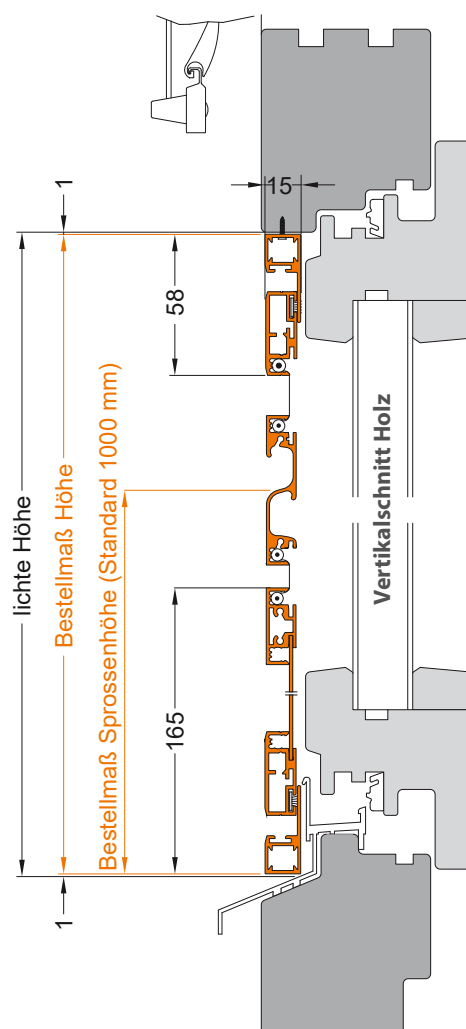 15
1
58
lichte Höhe
Bestellmaß Höhe
Bestellmaß Sprossenhöhe (Standard 1000 mm)
Vertikalschnitt Holz
165
1